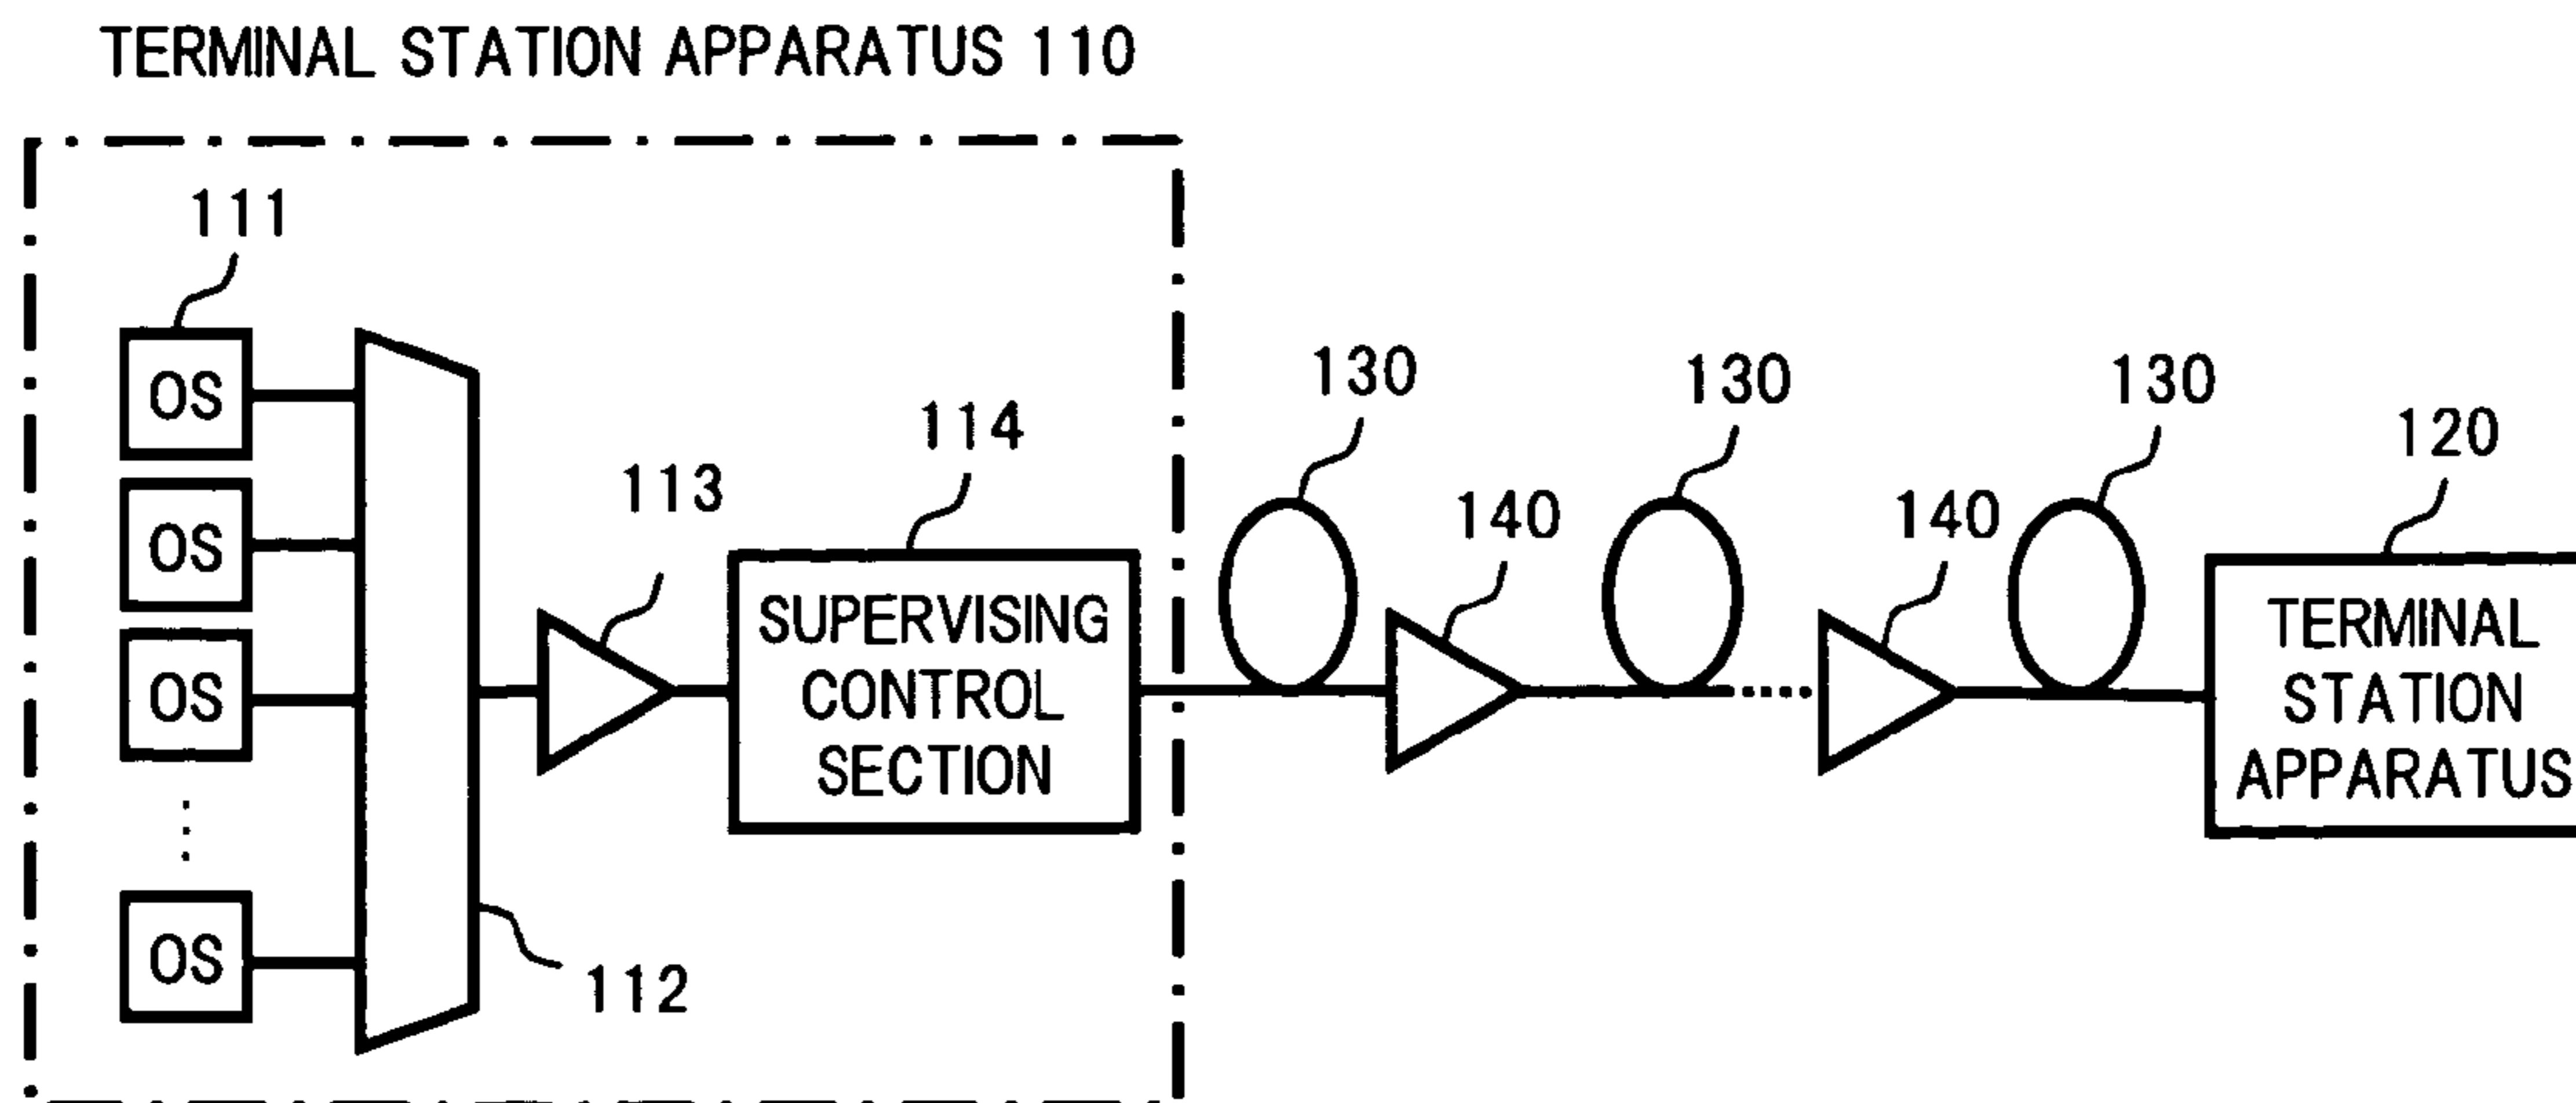 TERMINAL STATION APPARATUS 110
111
OS
OS
OS
OS
112
113
114
SUPERVISING
CONTROL
SECTION
130
140
130
140
130
120
TERMINAL
STATION
APPARATUS